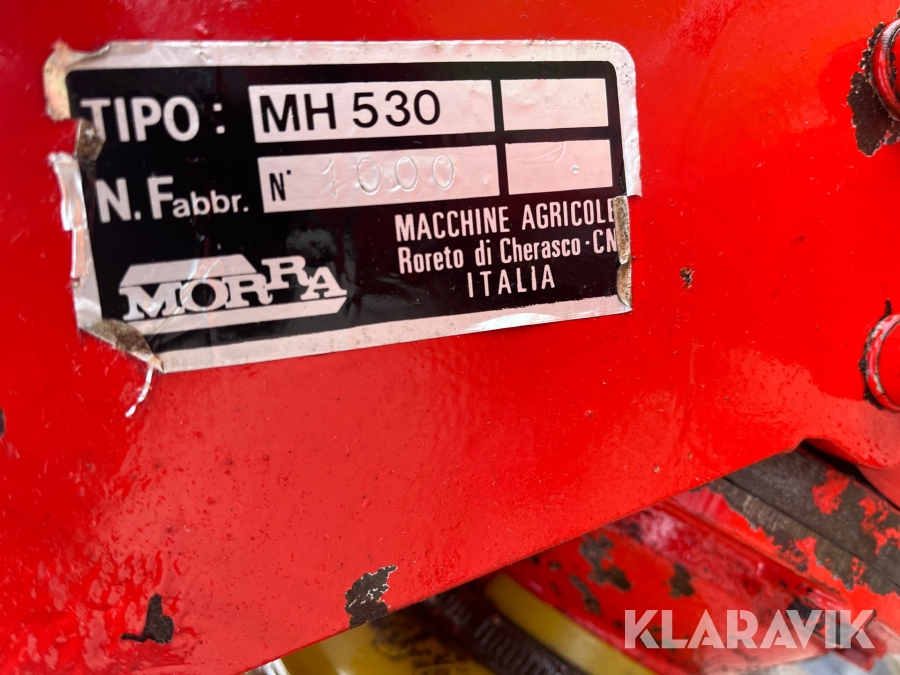 TIPO: MH 530
N. Fabbr. N° 1000
MACCHINE AGRICOLE
Roreto di Cherasco·CN
ITALIA
MORRA
KLARAVIK